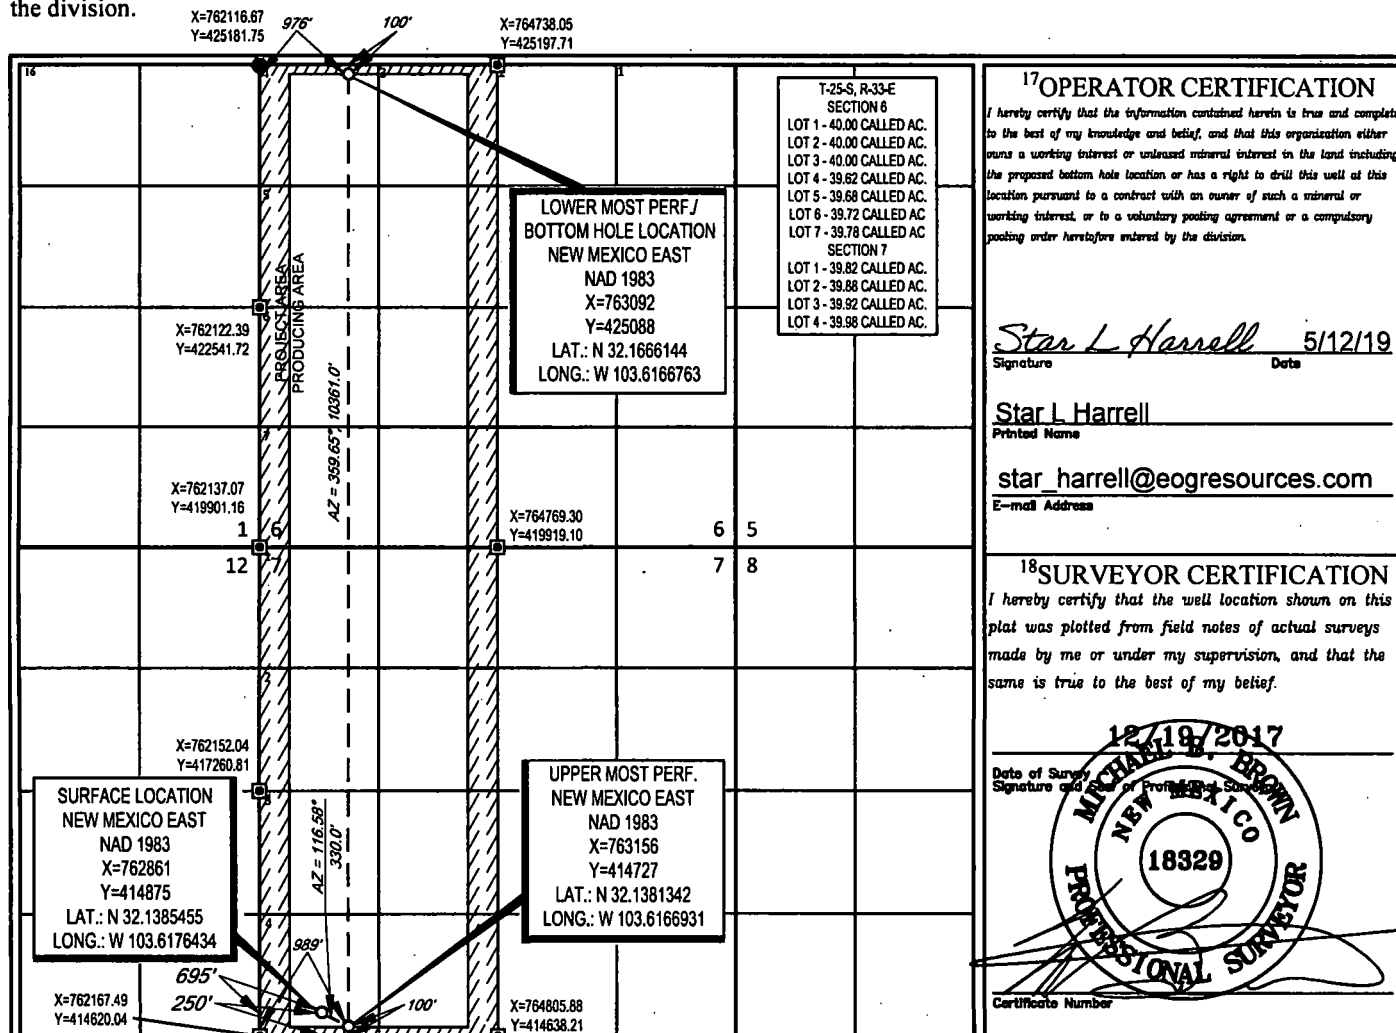 the division.
X=762116.67
Y=425181.75
976'
100'
X=764738.05
Y=425197.71
16
2
1
T-25-S, R-33-E
SECTION 6
LOT 1 - 40.00 CALLED AC.
LOT 2 - 40.00 CALLED AC.
LOT 3 - 40.00 CALLED AC.
LOT 4 - 39.62 CALLED AC.
LOT 5 - 39.68 CALLED AC.
LOT 6 - 39.72 CALLED AC
LOT 7 - 39.78 CALLED AC
SECTION 7
LOT 1 - 39.82 CALLED AC.
LOT 2 - 39.88 CALLED AC.
LOT 3 - 39.92 CALLED AC.
LOT 4 - 39.98 CALLED AC.
5
LOWER MOST PERF./
BOTTOM HOLE LOCATION
NEW MEXICO EAST
NAD 1983
X=763092
Y=425088
LAT.: N 32.1666144
LONG.: W 103.6166763
PROJECT AREA
PRODUCING AREA
6
X=762122.39
Y=422541.72
AZ = 359.65°, 10361.0'
7
X=762137.07
Y=419901.16
X=764769.30
Y=419919.10
1 6
6 5
12 7
7 8
2
X=762152.04
Y=417260.81
3
SURFACE LOCATION
NEW MEXICO EAST
NAD 1983
X=762861
Y=414875
LAT.: N 32.1385455
LONG.: W 103.6176434
AZ = 116.58°
330.0'
UPPER MOST PERF.
NEW MEXICO EAST
NAD 1983
X=763156
Y=414727
LAT.: N 32.1381342
LONG.: W 103.6166931
4
989'
695'
250'
100'
X=762167.49
Y=414620.04
X=764805.88
Y=414638.21
17OPERATOR CERTIFICATION
I hereby certify that the information contained herein is true and complete
to the best of my knowledge and belief, and that this organization either
owns a working interest or unleased mineral interest in the land including
the proposed bottom hole location or has a right to drill this well at this
location pursuant to a contract with an owner of such a mineral or
working interest, or to a voluntary pooling agreement or a compulsory
pooling order heretofore entered by the division.
Star L Harrell 5/12/19
Signature Date
Star L Harrell
Printed Name
star_harrell@eogresources.com
E-mail Address
18SURVEYOR CERTIFICATION
I hereby certify that the well location shown on this
plat was plotted from field notes of actual surveys
made by me or under my supervision, and that the
same is true to the best of my belief.
12/19/2017
Date of Survey
Signature and Seal of Professional Surveyor
MICHAEL B. BROWN
NEW MEXICO
18329
PROFESSIONAL SURVEYOR
Certificate Number